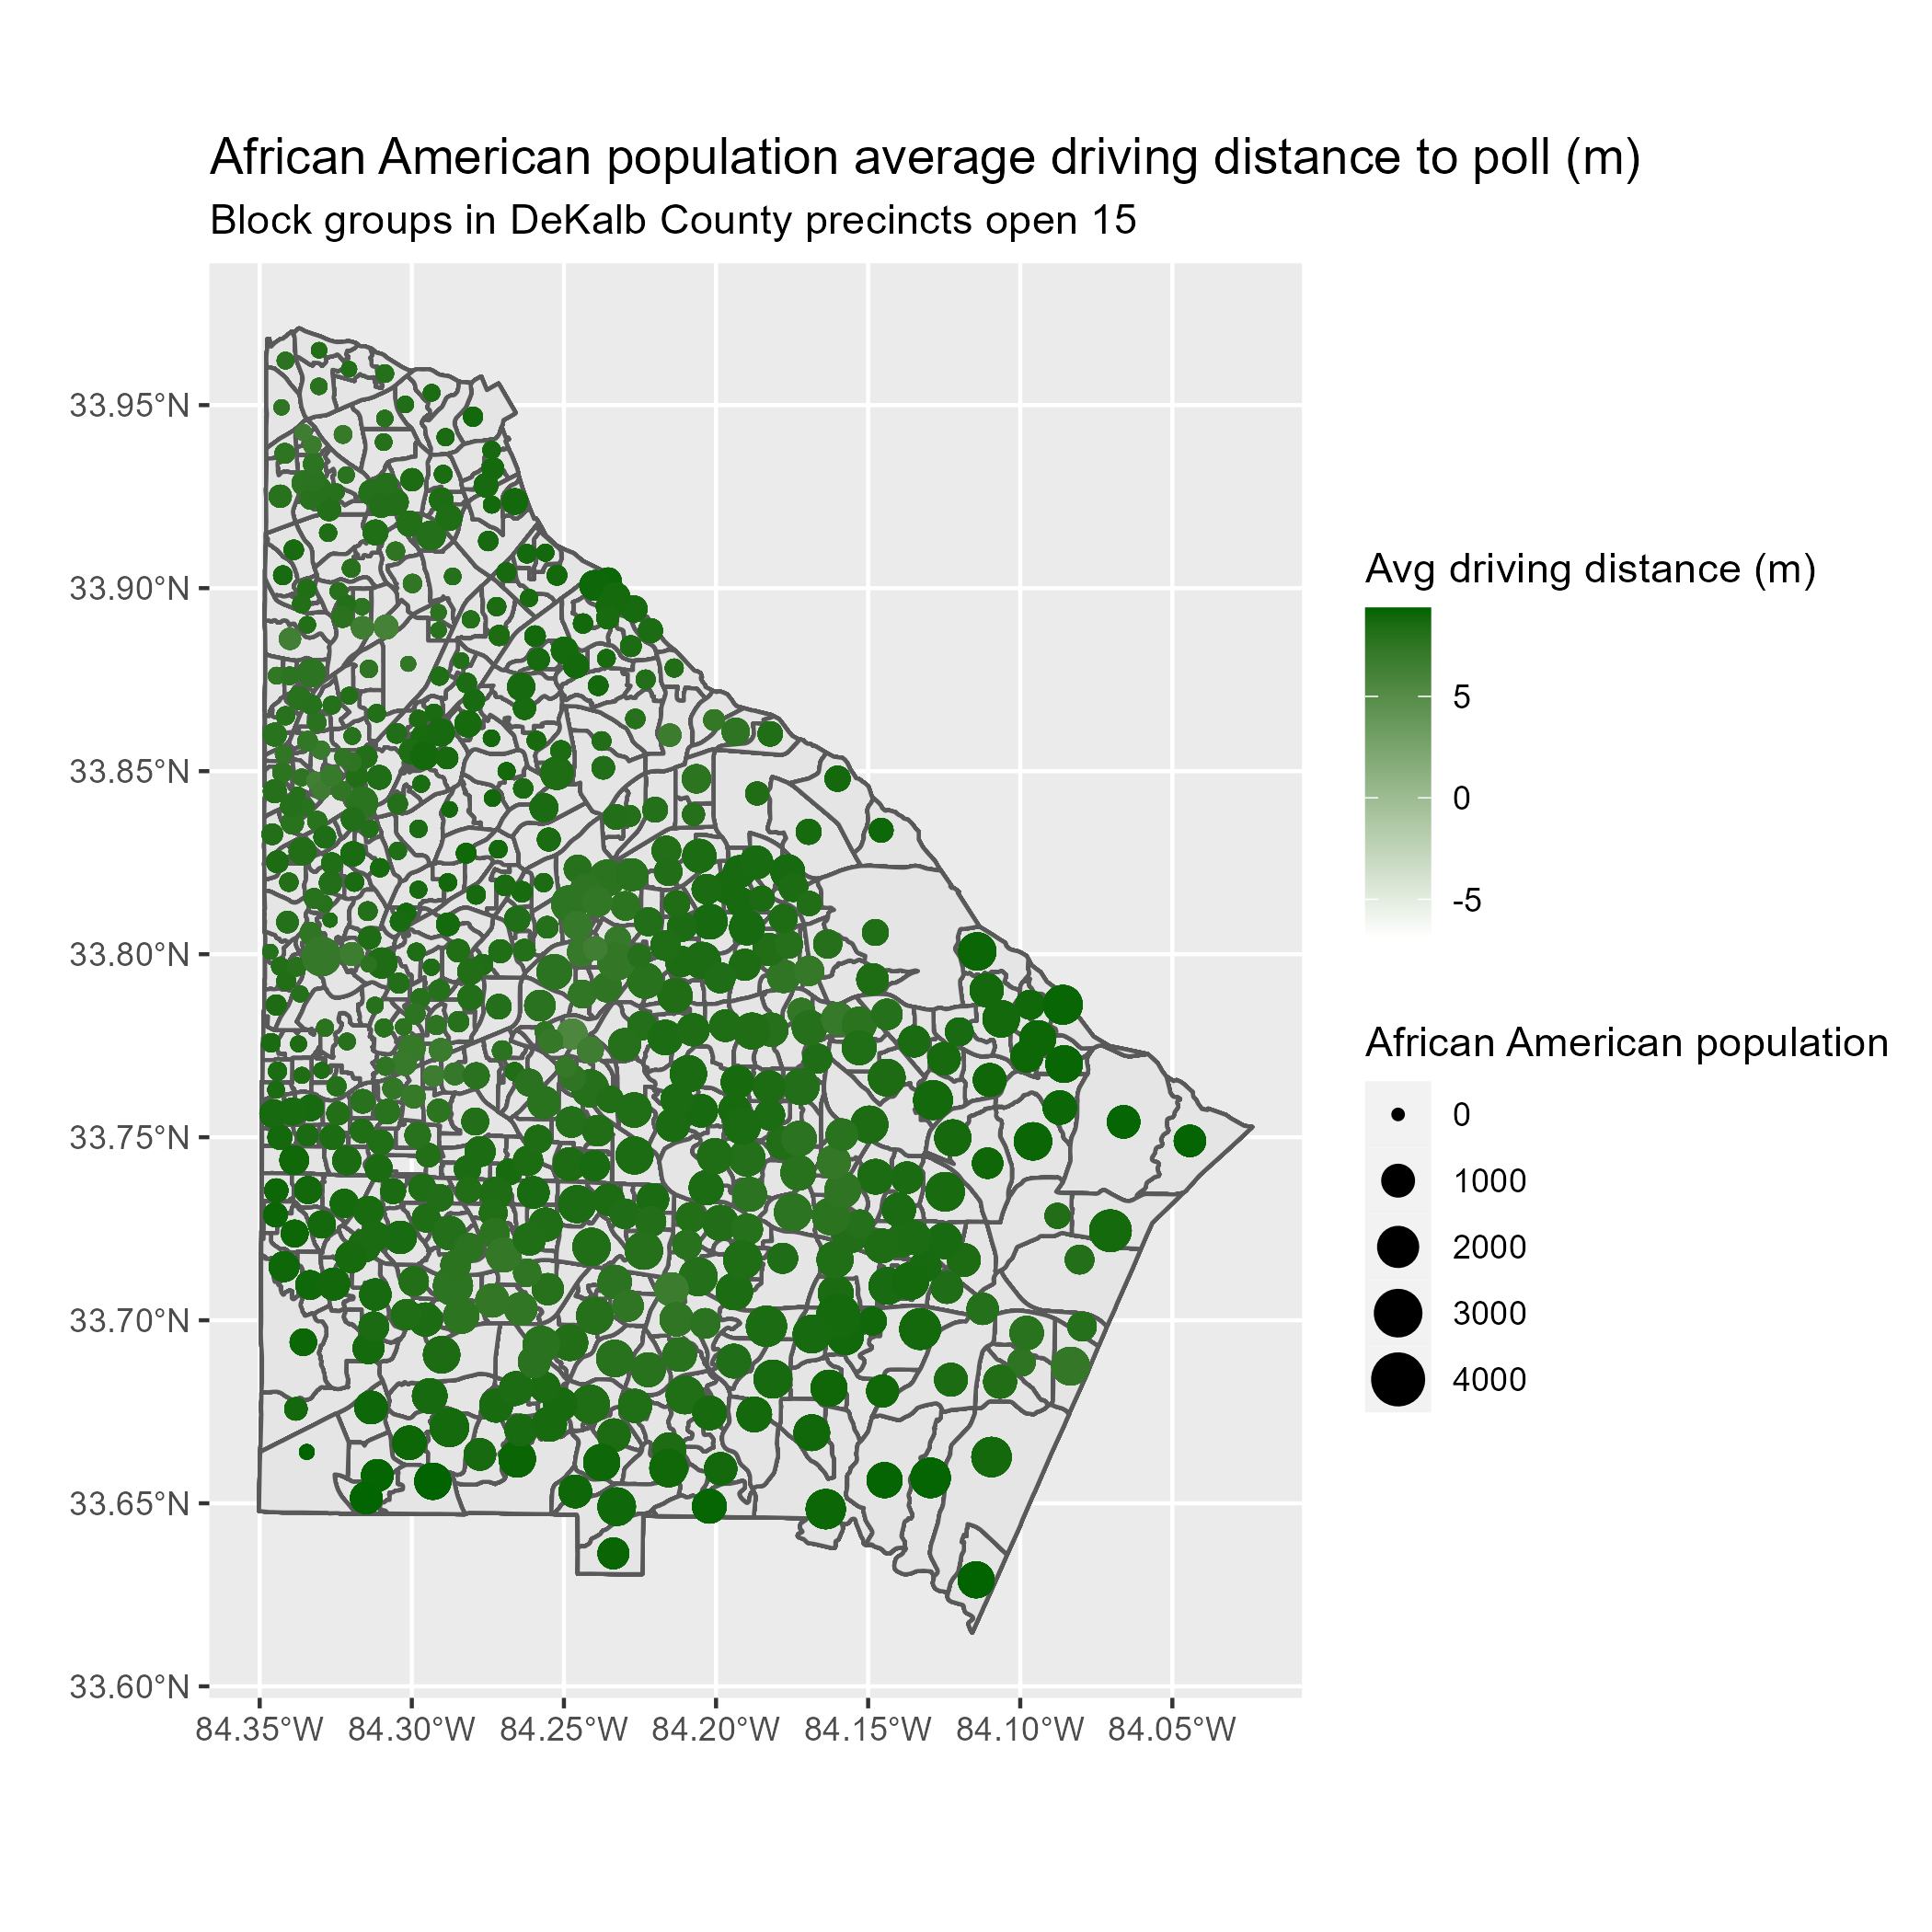 African American population average driving distance to poll (m)
Block groups in DeKalb County precincts open 15
33.95°N
33.90°N
33.85°N
33.80°N
33.75°N
33.70°N
33.65°N
33.60°N
84.35°W 84.30°W 84.25°W 84.20°W 84.15°W 84.10°W 84.05°W
Avg driving distance (m)
5
0
-5
African American population
0
1000
2000
3000
4000